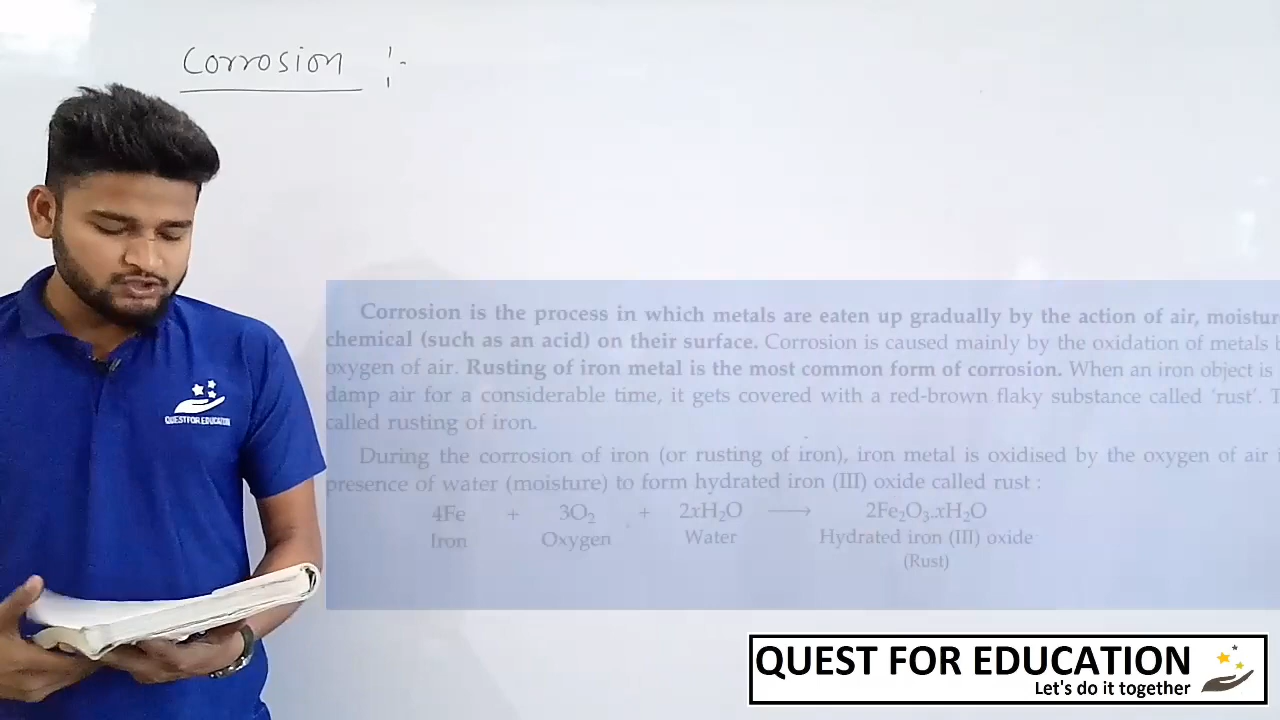 Corrosion :-
Corrosion is the process in which metals are eaten up gradually by the action of air, moistur
chemical (such as an acid) on their surface. Corrosion is caused mainly by the oxidation of metals b
oxygen of air. Rusting of iron metal is the most common form of corrosion. When an iron object is
damp air for a considerable time, it gets covered with a red-brown flaky substance called 'rust'. T
called rusting of iron.
During the corrosion of iron (or rusting of iron), iron metal is oxidised by the oxygen of air i
presence of water (moisture) to form hydrated iron (III) oxide called rust :
4Fe + 3O₂ + 2xH₂O ⟶ 2Fe₂O₃.xH₂O
Iron Oxygen Water Hydrated iron (III) oxide
(Rust)
QUEST FOR EDUCATION
QUEST FOR EDUCATION
Let's do it together